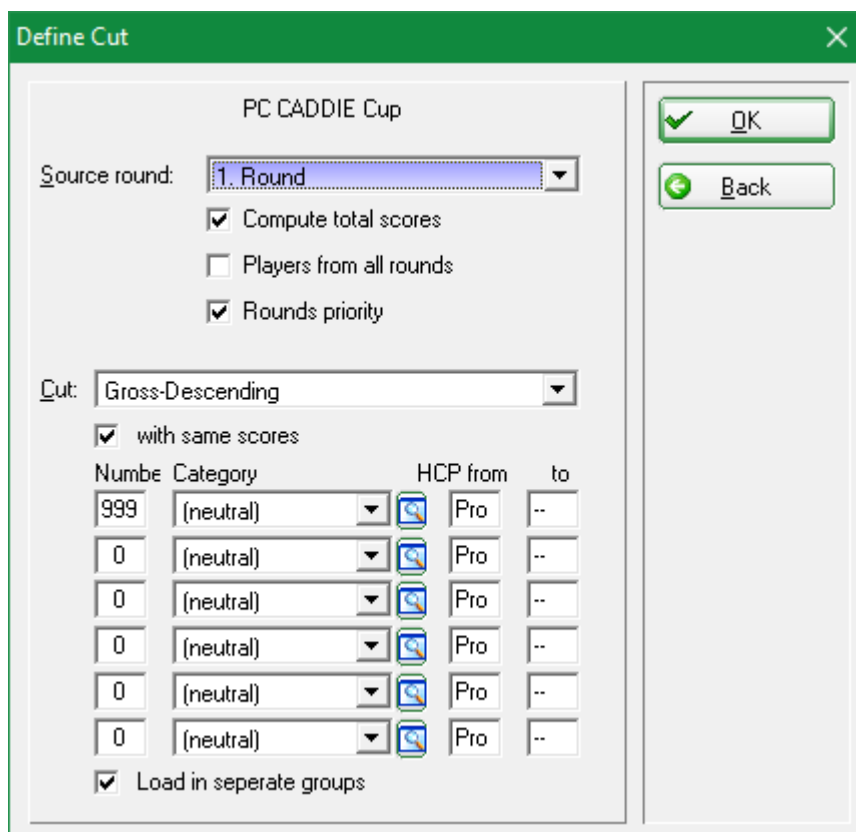 Define Cut
PC CADDIE Cup
OK
Source round: 1. Round
Back
Compute total scores
Players from all rounds
Rounds priority
Cut: Gross-Descending
with same scores
Numbe Category HCP from to
999 (neutral) Pro --
0 (neutral) Pro --
0 (neutral) Pro --
0 (neutral) Pro --
0 (neutral) Pro --
0 (neutral) Pro --
Load in seperate groups